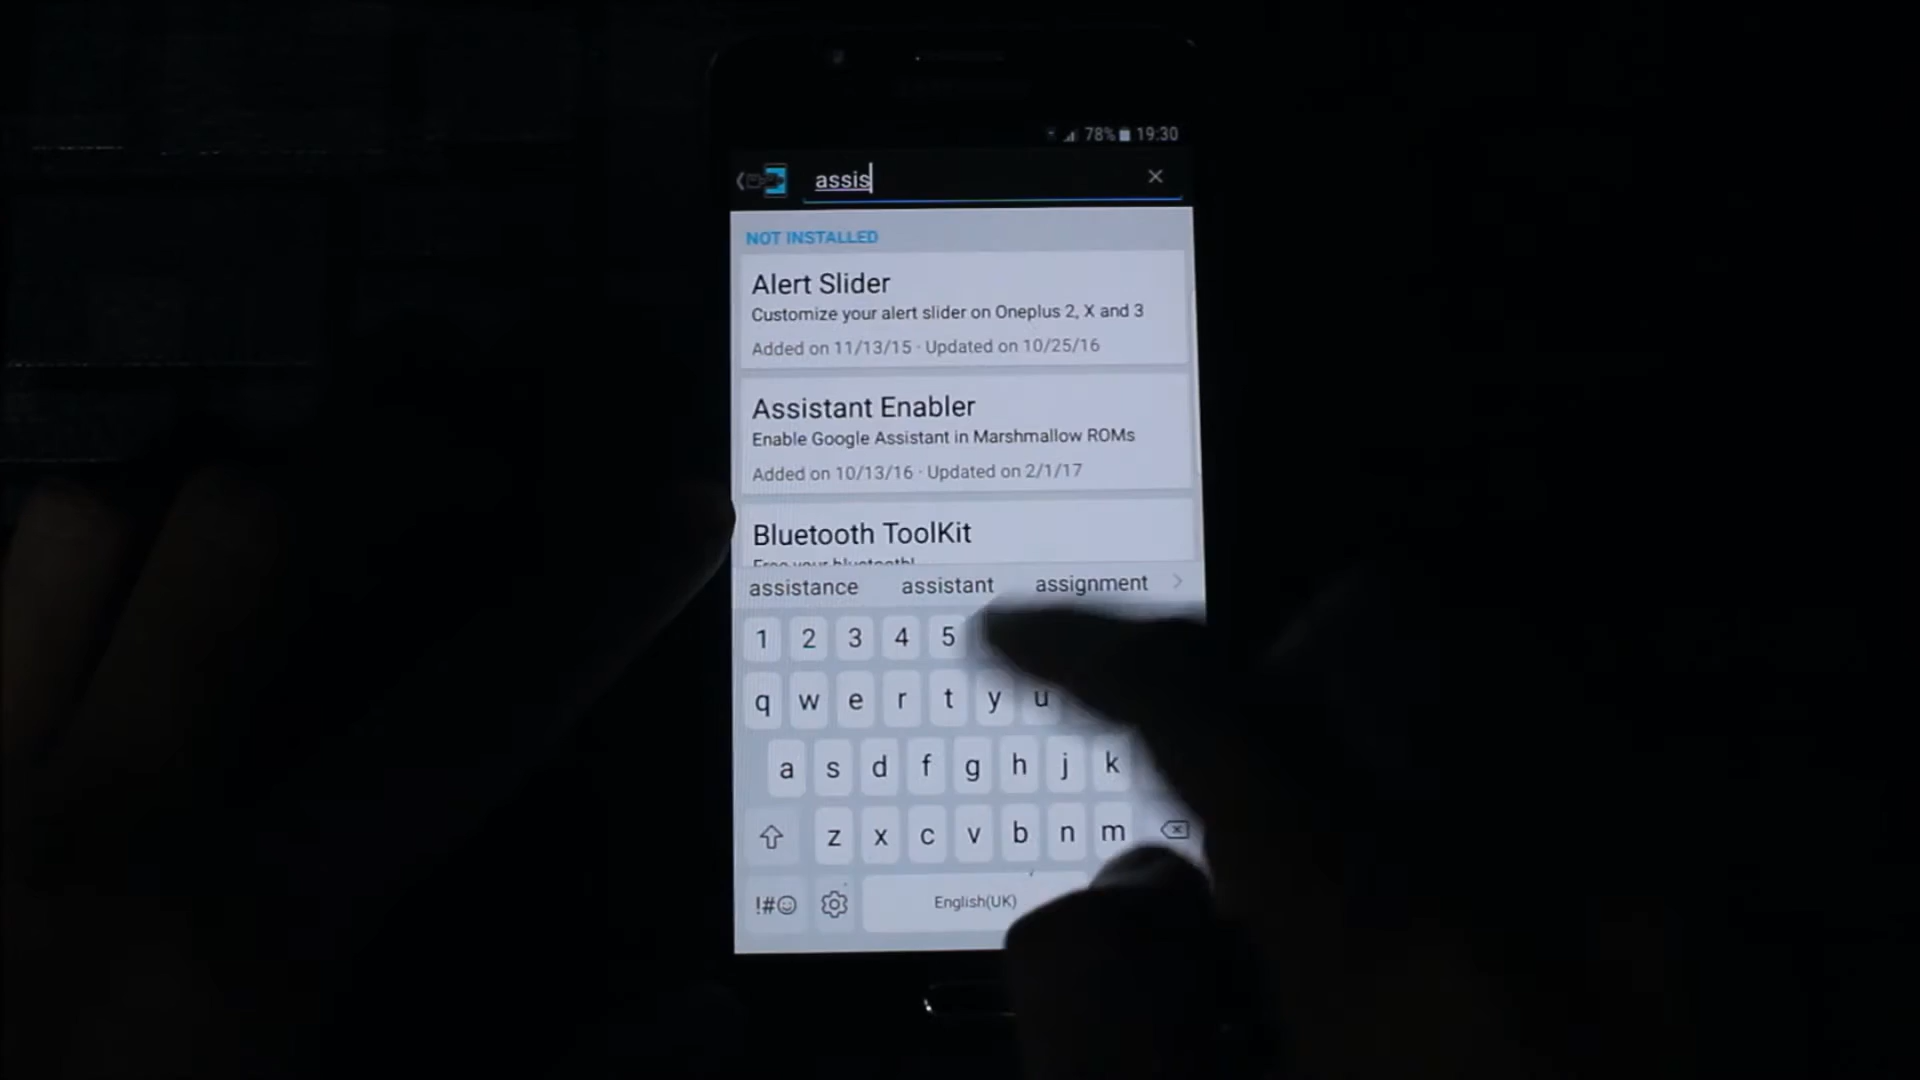 78% 19:30
assis
NOT INSTALLED
Alert Slider
Customize your alert slider on Oneplus 2, X and 3
Added on 11/13/15 · Updated on 10/25/16
Assistant Enabler
Enable Google Assistant in Marshmallow ROMs
Added on 10/13/16 · Updated on 2/1/17
Bluetooth ToolKit
Free your bluetooth!
assistance assistant assignment
1 2 3 4 5
q w e r t y u
a s d f g h j k
z x c v b n m
!#☺ English(UK)